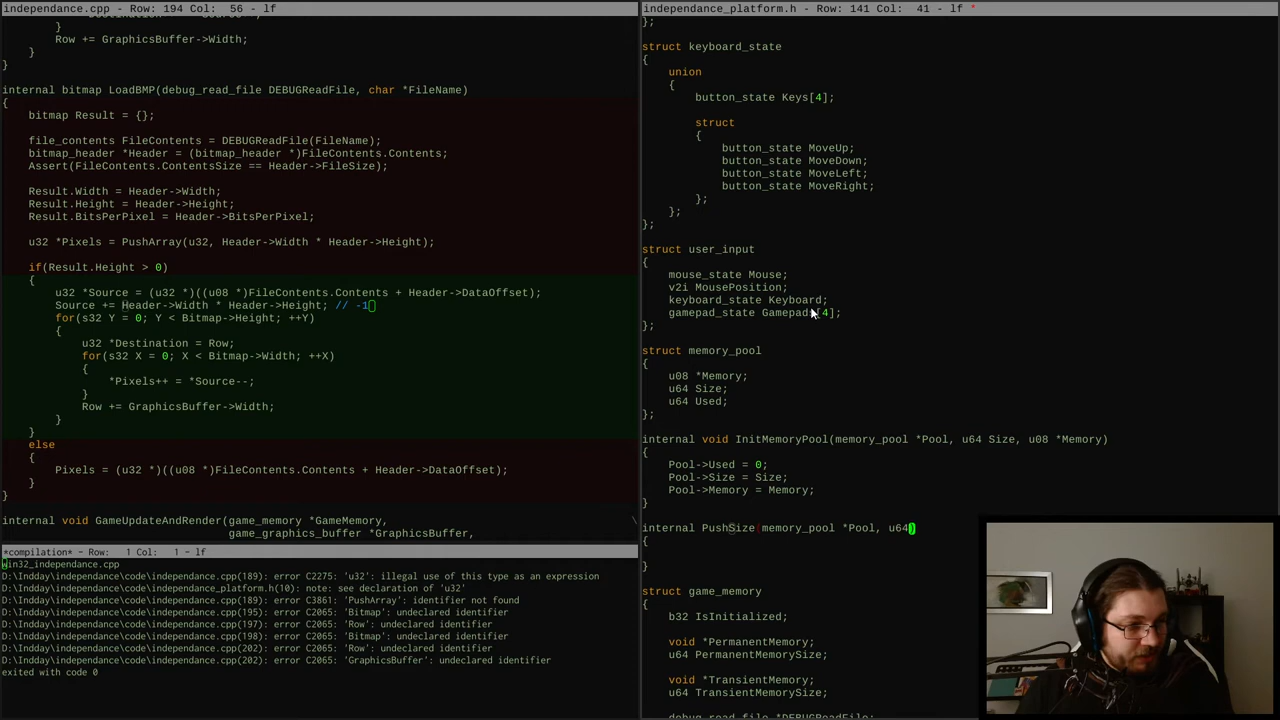 independance.cpp - Row: 194 Col:  56 - lf
}
Row += GraphicsBuffer->Width;
}
}
internal bitmap LoadBMP(debug_read_file DEBUGReadFile, char *FileName)
{
bitmap Result = {};
file_contents FileContents = DEBUGReadFile(FileName);
bitmap_header *Header = (bitmap_header *)FileContents.Contents;
Assert(FileContents.ContentsSize == Header->FileSize);
Result.Width = Header->Width;
Result.Height = Header->Height;
Result.BitsPerPixel = Header->BitsPerPixel;
u32 *Pixels = PushArray(u32, Header->Width * Header->Height);
if(Result.Height > 0)
{
u32 *Source = (u32 *)((u08 *)FileContents.Contents + Header->DataOffset);
Source += Header->Width * Header->Height; // -1
for(s32 Y = 0; Y < Bitmap->Height; ++Y)
{
u32 *Destination = Row;
for(s32 X = 0; X < Bitmap->Width; ++X)
{
*Pixels++ = *Source--;
}
Row += GraphicsBuffer->Width;
}
}
else
{
Pixels = (u32 *)((u08 *)FileContents.Contents + Header->DataOffset);
}
}
internal void GameUpdateAndRender(game_memory *GameMemory, \
game_graphics_buffer *GraphicsBuffer,
*compilation* - Row:  1 Col:  1 - lf
win32_independance.cpp
D:\Indday\independance\code\independance.cpp(189): error C2275: 'u32': illegal use of this type as an expression
D:\Indday\independance\code\independance_platform.h(10): note: see declaration of 'u32'
D:\Indday\independance\code\independance.cpp(189): error C3861: 'PushArray': identifier not found
D:\Indday\independance\code\independance.cpp(195): error C2065: 'Bitmap': undeclared identifier
D:\Indday\independance\code\independance.cpp(197): error C2065: 'Row': undeclared identifier
D:\Indday\independance\code\independance.cpp(198): error C2065: 'Bitmap': undeclared identifier
D:\Indday\independance\code\independance.cpp(202): error C2065: 'Row': undeclared identifier
D:\Indday\independance\code\independance.cpp(202): error C2065: 'GraphicsBuffer': undeclared identifier
exited with code 0
independance_platform.h - Row: 141 Col:  41 - lf *
};
struct keyboard_state
{
union
{
button_state Keys[4];
struct
{
button_state MoveUp;
button_state MoveDown;
button_state MoveLeft;
button_state MoveRight;
};
};
};
struct user_input
{
mouse_state Mouse;
v2i MousePosition;
keyboard_state Keyboard;
gamepad_state Gamepads[4];
};
struct memory_pool
{
u08 *Memory;
u64 Size;
u64 Used;
};
internal void InitMemoryPool(memory_pool *Pool, u64 Size, u08 *Memory)
{
Pool->Used = 0;
Pool->Size = Size;
Pool->Memory = Memory;
}
internal PushSize(memory_pool *Pool, u64)
{
}
struct game_memory
{
b32 IsInitialized;
void *PermanentMemory;
u64 PermanentMemorySize;
void *TransientMemory;
u64 TransientMemorySize;
debug_read_file *DEBUGReadFile;